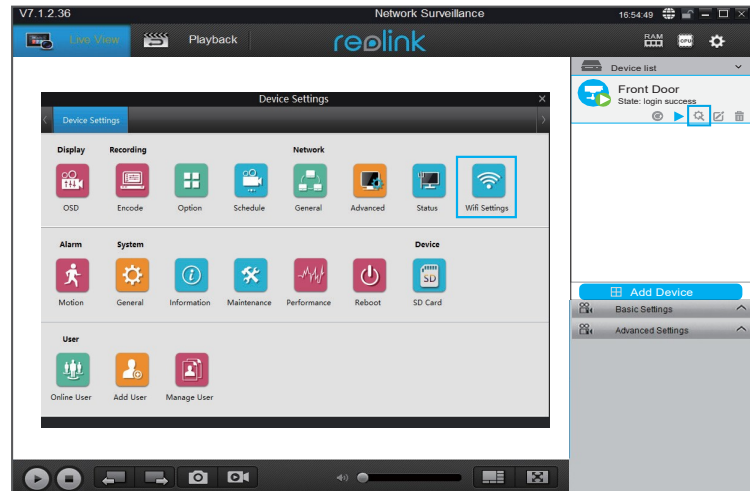 V7.1.2.36
Network Surveillance
16:54:49
RAM
CPU
Live View
Playback
reolink
Device list
Front Door
State: login success
Device Settings
Device Settings
Display
Recording
Network
OSD
Encode
Option
Schedule
General
Advanced
Status
Wifi Settings
Alarm
System
Device
SD
Motion
General
Information
Maintenance
Performance
Reboot
SD Card
User
Online User
Add User
Manage User
Add Device
Basic Settings
Advanced Settings